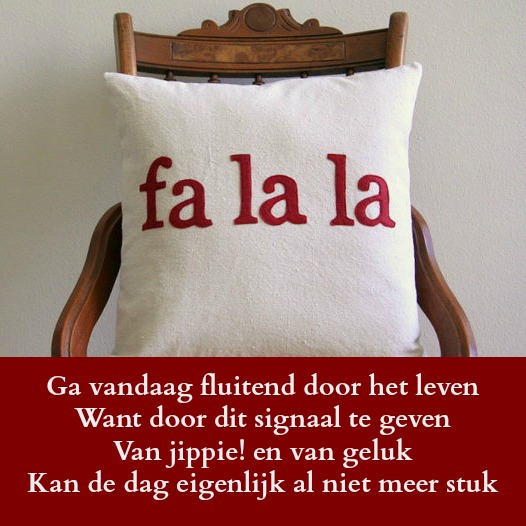 fa la la
Ga vandaag fluitend door het leven
Want door dit signaal te geven
Van jippie! en van geluk
Kan de dag eigenlijk al niet meer stuk